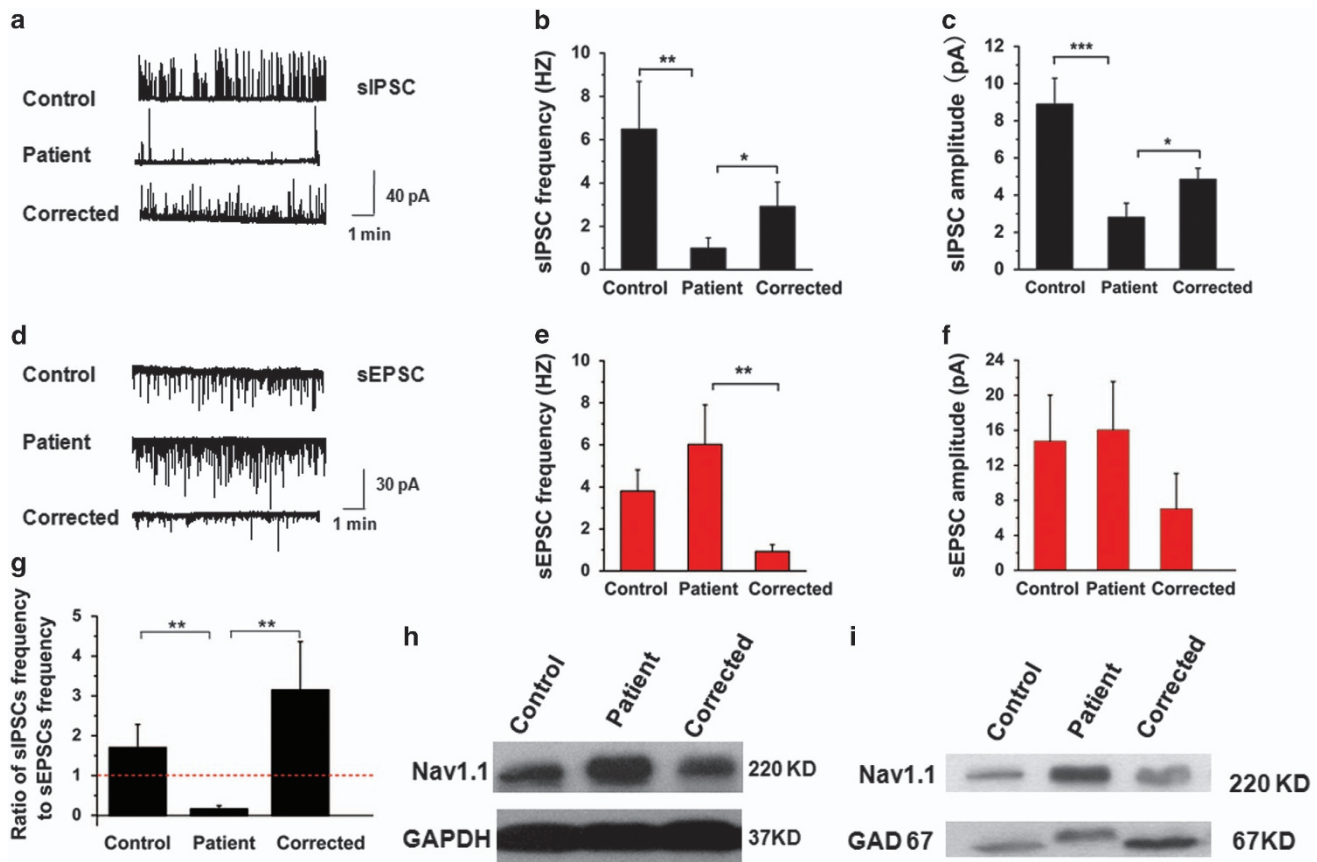 a
Control
Patient
Corrected
sIPSC
40 pA
1 min
b
sIPSC frequency (HZ)
10
8
6
4
2
0
**
*
Control Patient Corrected
c
sIPSC amplitude (pA)
12
10
8
6
4
2
0
***
*
Control Patient Corrected
d
Control
Patient
Corrected
sEPSC
30 pA
1 min
e
sEPSC frequency (HZ)
10
8
6
4
2
0
**
Control Patient Corrected
f
sEPSC amplitude (pA)
24
20
16
12
8
4
0
Control Patient Corrected
g
Ratio of sIPSCs frequency
to sEPSCs frequency
5
4
3
2
1
0
**
**
Control Patient Corrected
h
Control
Patient
Corrected
Nav1.1
220 KD
GAPDH
37KD
i
Control
Patient
Corrected
Nav1.1
220 KD
GAD 67
67KD